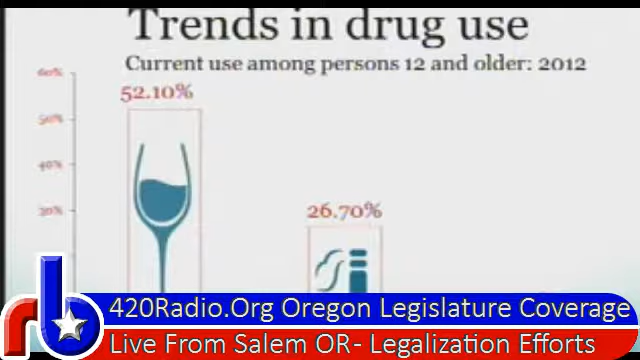 Trends in drug use
Current use among persons 12 and older: 2012
60%
52.10%
50%
40%
26.70%
30%
420Radio.Org Oregon Legislature Coverage
Live From Salem OR- Legalization Efforts